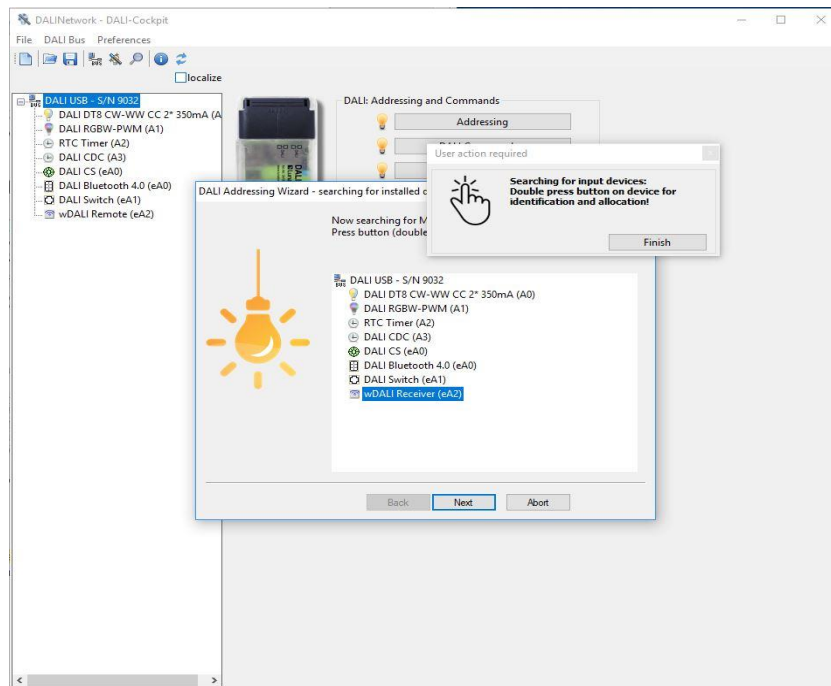 DALINetwork - DALI-Cockpit
File DALI Bus Preferences
localize
DALI USB - S/N 9032
DALI DT8 CW-WW CC 2* 350mA (A
DALI RGBW-PWM (A1)
RTC Timer (A2)
DALI CDC (A3)
DALI CS (eA0)
DALI Bluetooth 4.0 (eA0)
DALI Switch (eA1)
wDALI Remote (eA2)
DALI: Addressing and Commands
Addressing
User action required
Searching for input devices:
Double press button on device for
identification and allocation!
Finish
DALI Addressing Wizard - searching for installed
Now searching for M
Press button (double
DALI USB - S/N 9032
DALI DT8 CW-WW CC 2* 350mA (A0)
DALI RGBW-PWM (A1)
RTC Timer (A2)
DALI CDC (A3)
DALI CS (eA0)
DALI Bluetooth 4.0 (eA0)
DALI Switch (eA1)
wDALI Receiver (eA2)
Back Next Abort